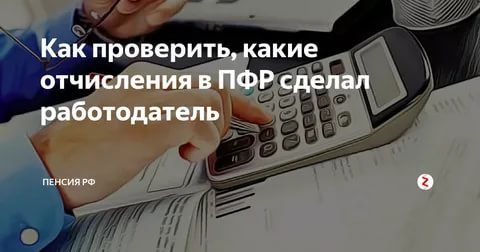 Как проверить, какие
отчисления в ПФР сделал
работодатель
ПЕНСИЯ РФ